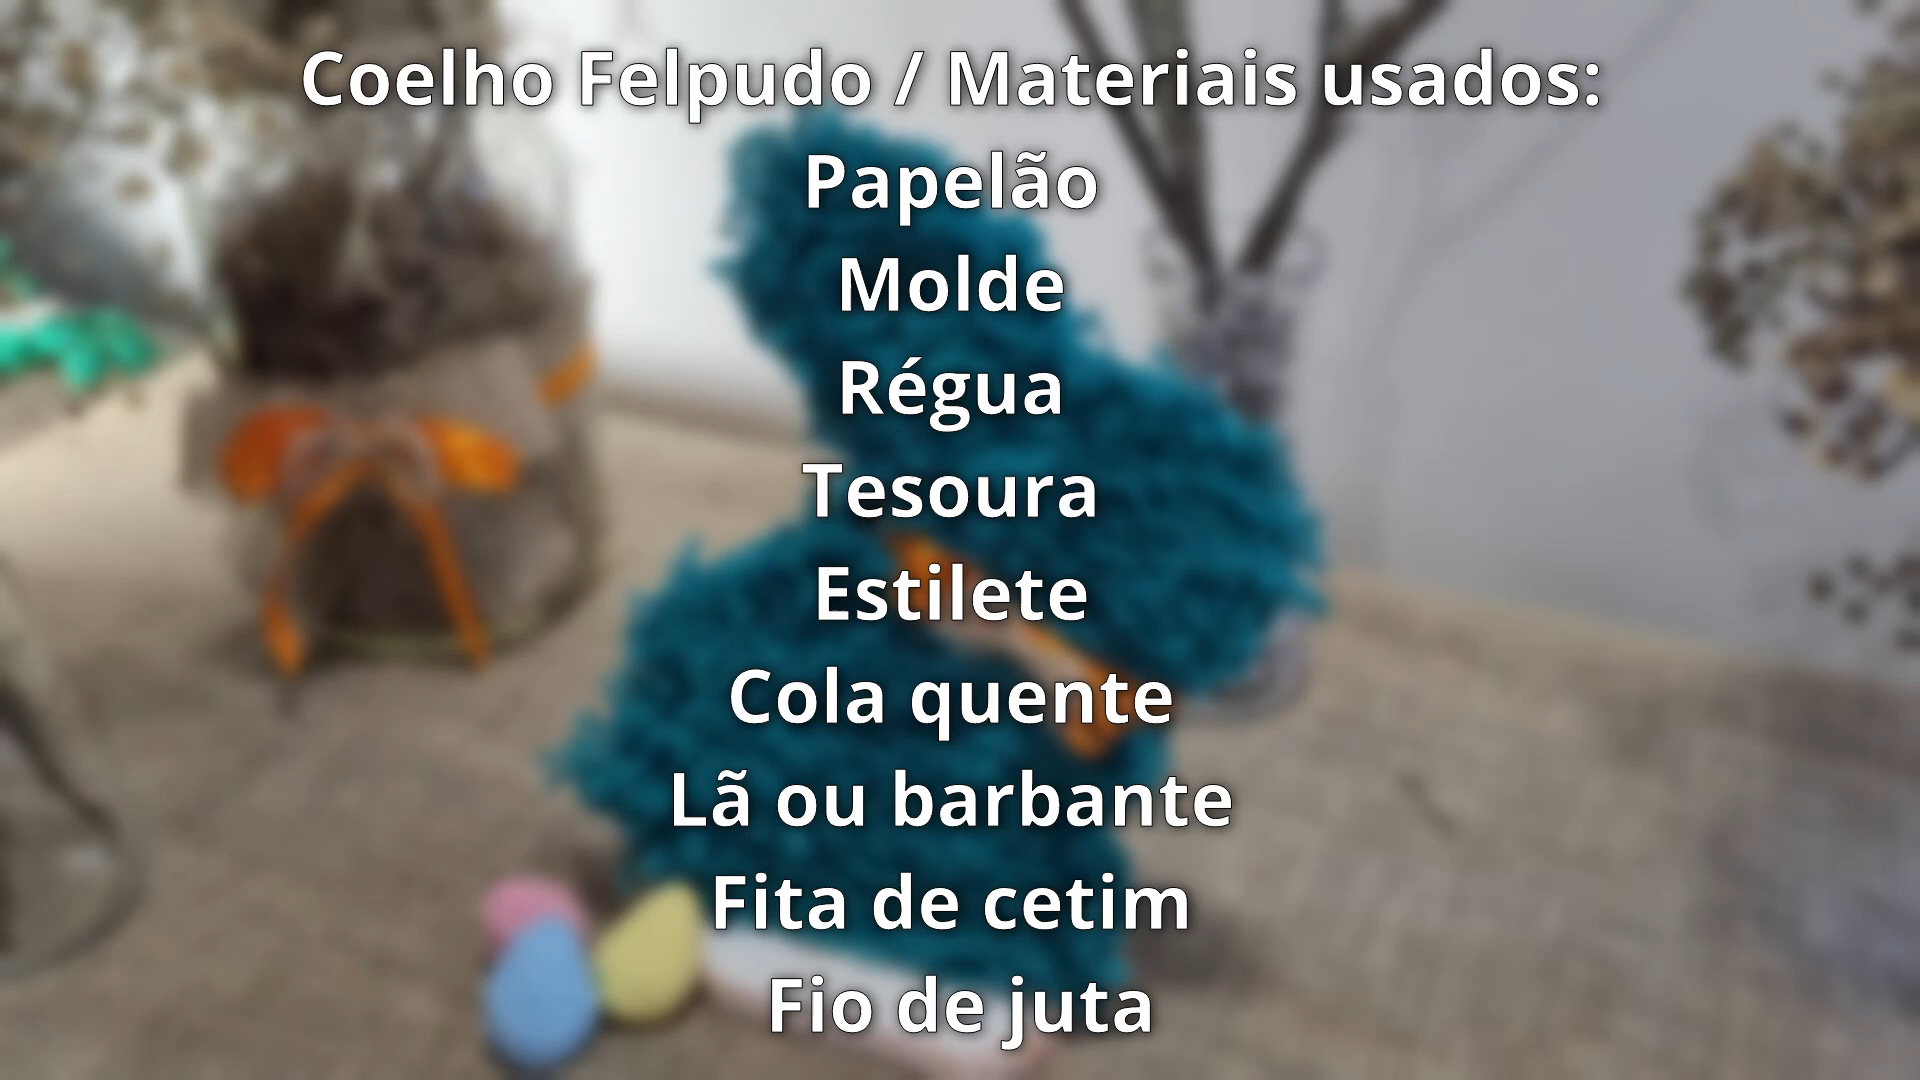 Coelho Felpudo / Materiais usados:
Papelão
Molde
Régua
Tesoura
Estilete
Cola quente
Lã ou barbante
Fita de cetim
Fio de juta